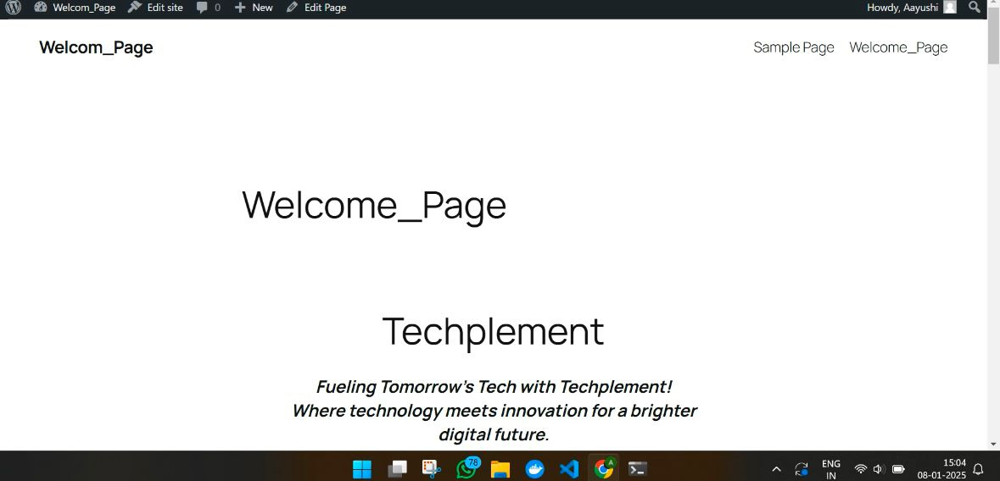 Welcom_Page Edit site 0 New Edit Page Howdy, Aayushi
Welcom_Page Sample Page Welcome_Page
Welcome_Page
Techplement
Fueling Tomorrow's Tech with Techplement!
Where technology meets innovation for a brighter
digital future.
78 A ENG 15:04
IN 08-01-2025